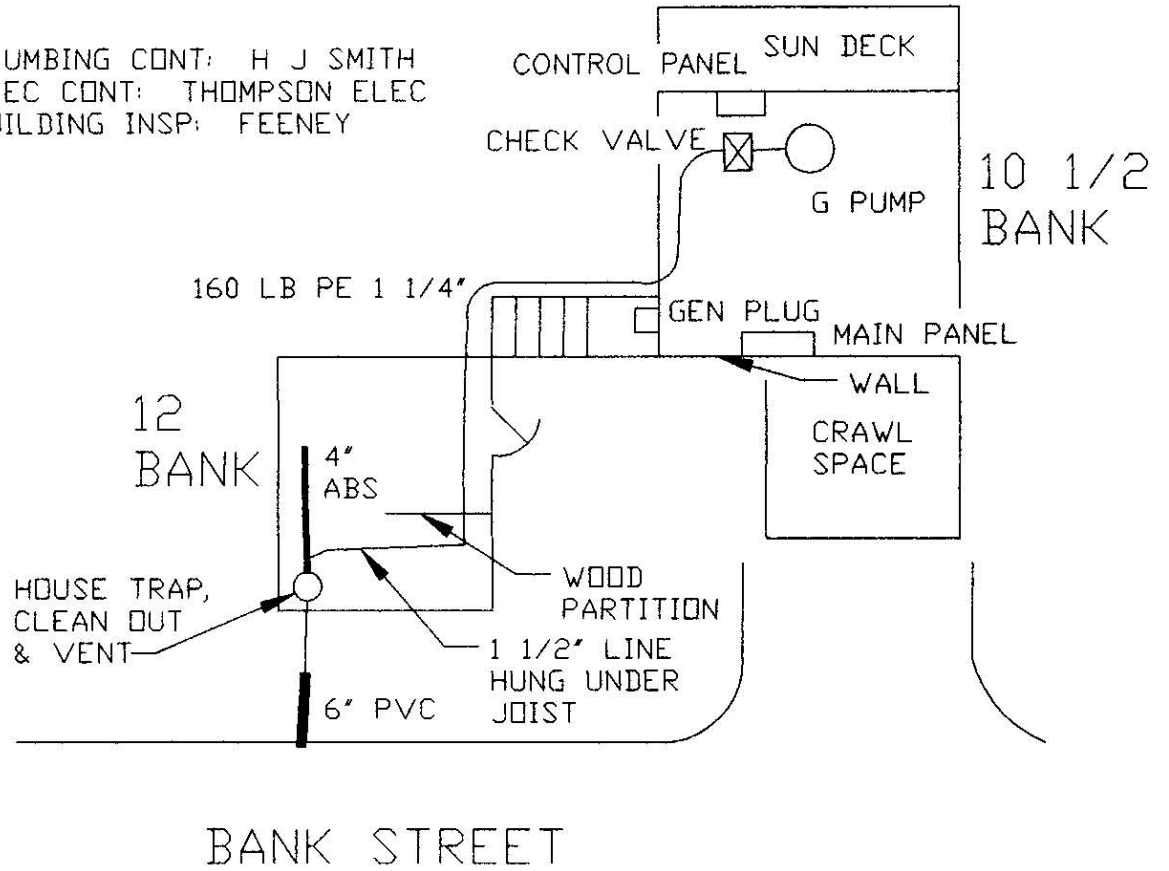 UMBING CONT: H J SMITH
EC CONT: THOMPSON ELEC
ILDING INSP: FEENEY
CONTROL PANEL
SUN DECK
CHECK VALVE
G PUMP
10 1/2
BANK
160 LB PE 1 1/4"
GEN PLUG
MAIN PANEL
WALL
12
BANK
CRAWL
SPACE
4"
ABS
HOUSE TRAP,
CLEAN OUT
& VENT
WOOD
PARTITION
1 1/2" LINE
HUNG UNDER
JOIST
6" PVC
BANK STREET